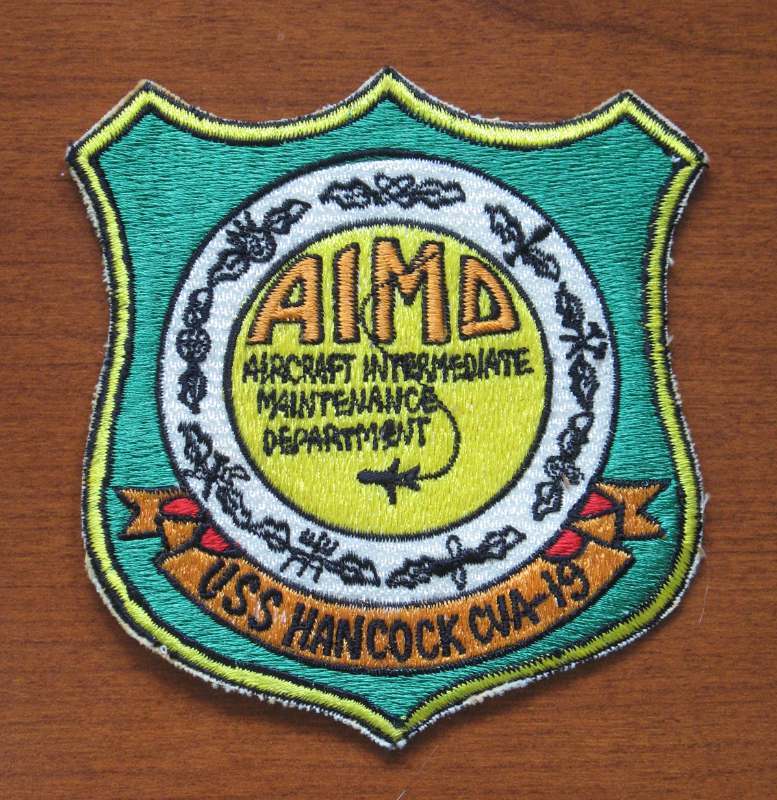 AIMD
AIRCRAFT INTERMEDIATE
MAINTENANCE
DEPARTMENT
USS HANCOCK CVA-19